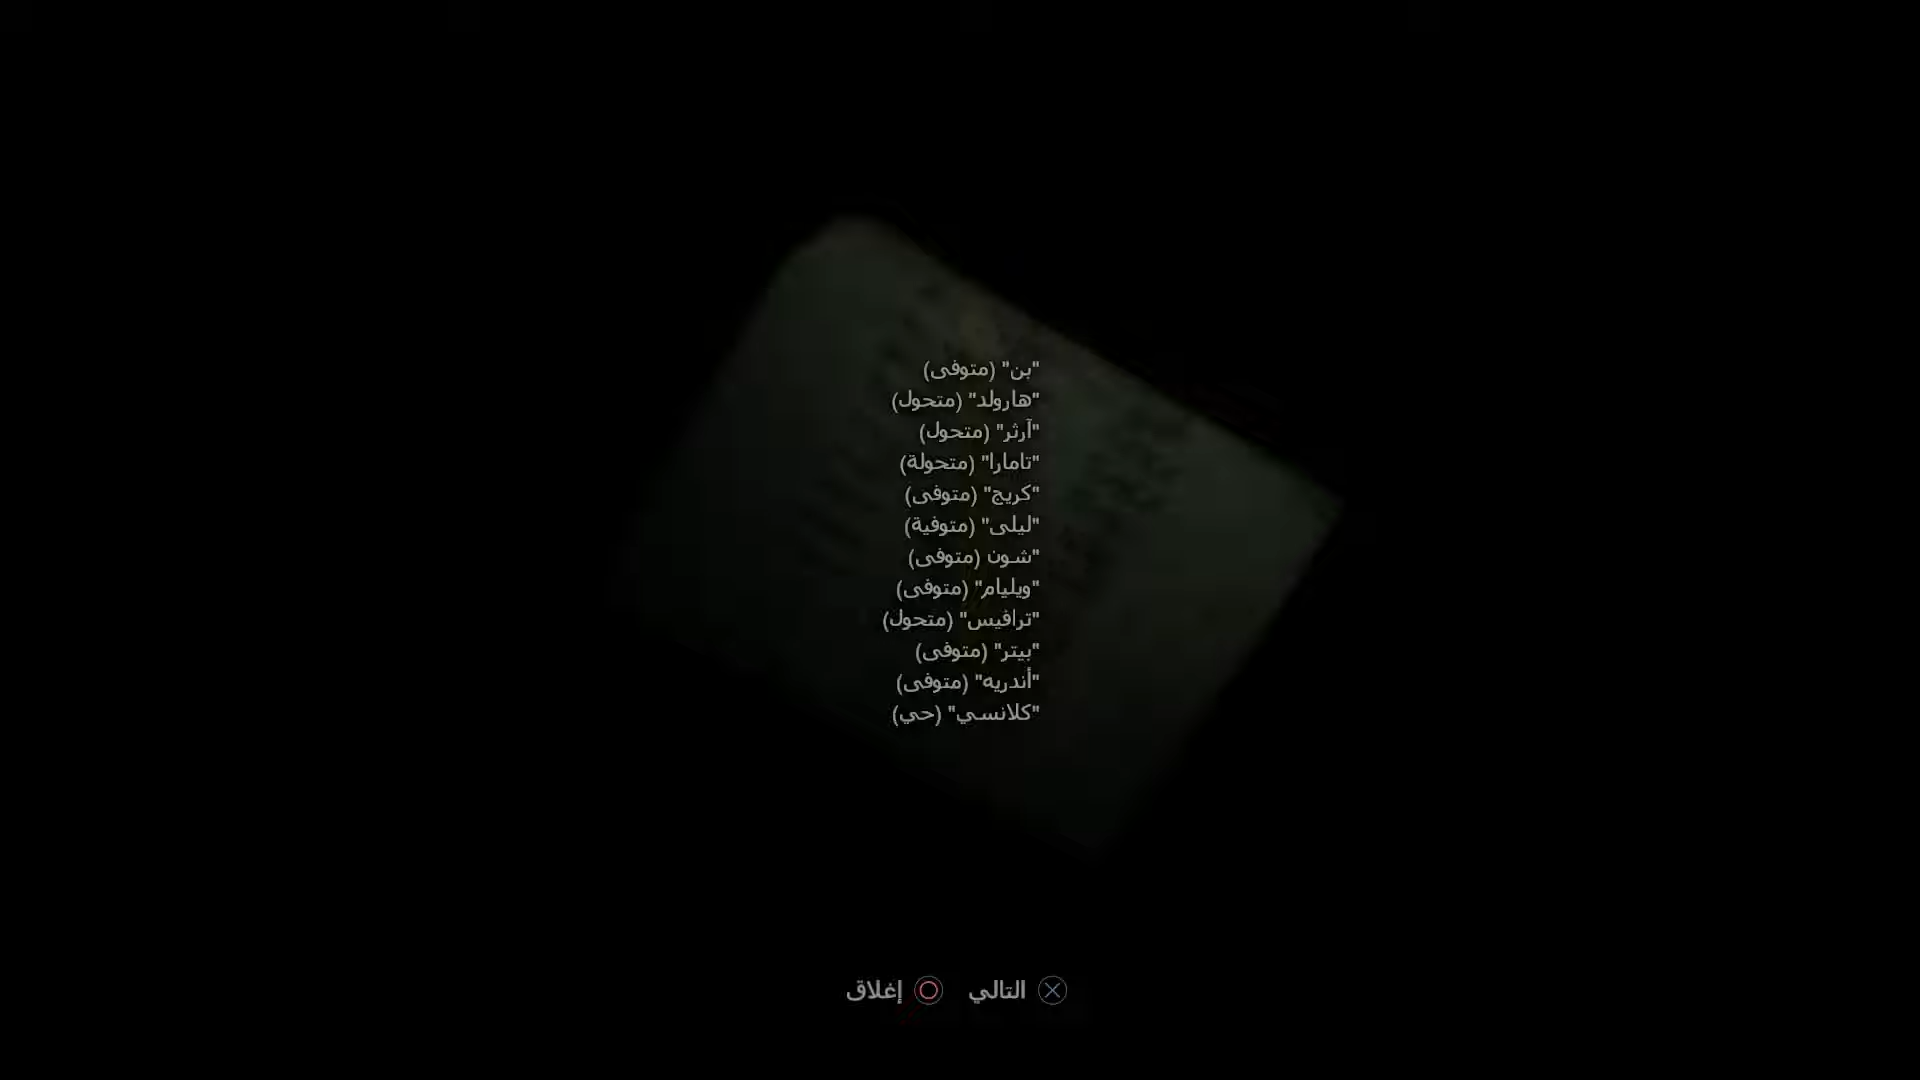 "بن" (متوفى)
"هارولد" (متحول)
"آرثر" (متحول)
"تامارا" (متحولة)
"كريج" (متوفى)
"ليلى" (متوفية)
"شون (متوفى)
"ويليام" (متوفى)
"ترافيس" (متحول)
"بيتر" (متوفى)
"أندريه" (متوفى)
"كلانسي" (حي)
التالي إغلاق